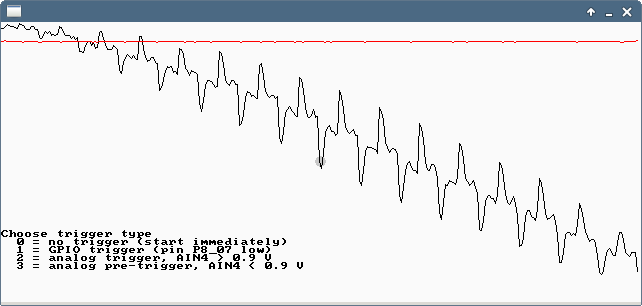 Choose trigger type
0 = no trigger (start immediately)
1 = GPIO trigger (pin P8_07 low)
2 = analog trigger, AIN4 > 0.9 V
3 = analog pre-trigger, AIN4 < 0.9 V